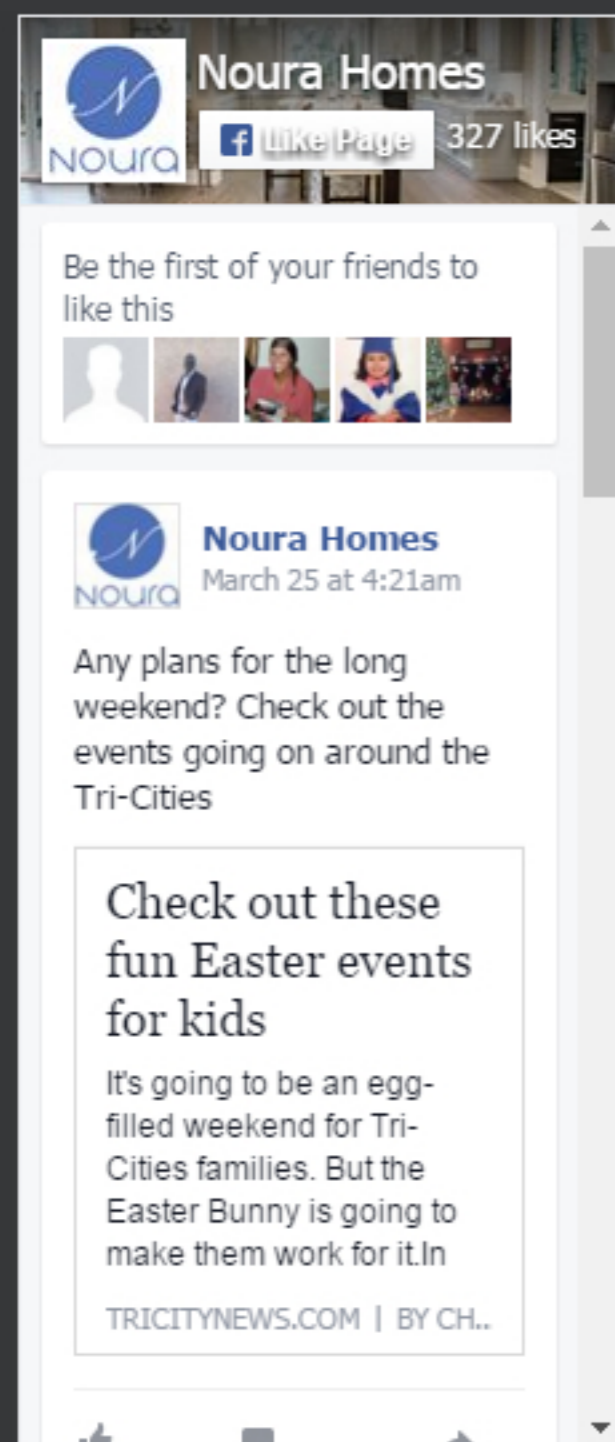 Noura Homes
NOURA
Like Page
327 likes
Be the first of your friends to
like this
NOURA
Noura Homes
March 25 at 4:21am
Any plans for the long
weekend? Check out the
events going on around the
Tri-Cities
Check out these
fun Easter events
for kids
It's going to be an egg-
filled weekend for Tri-
Cities families. But the
Easter Bunny is going to
make them work for it.In
TRICITYNEWS.COM | BY CH..